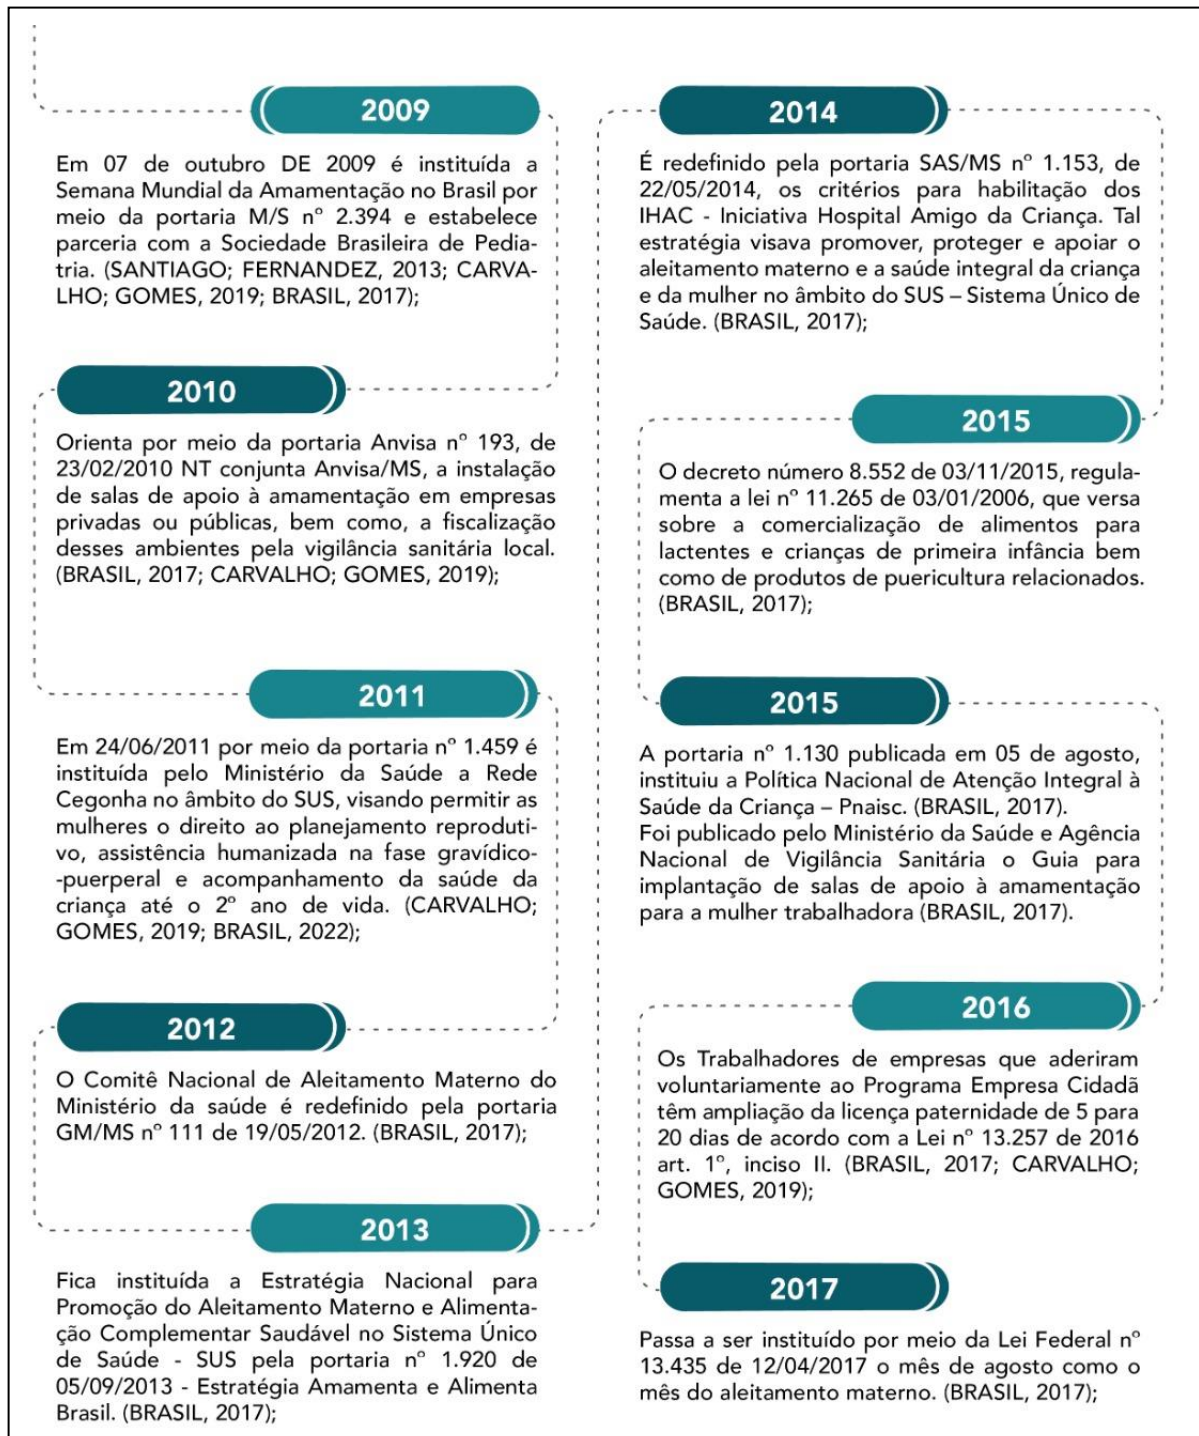 2009
Em 07 de outubro DE 2009 é instituída a
Semana Mundial da Amamentação no Brasil por
meio da portaria M/S nº 2.394 e estabelece
parceria com a Sociedade Brasileira de Pedia-
tria. (SANTIAGO; FERNANDEZ, 2013; CARVA-
LHO; GOMES, 2019; BRASIL, 2017);
2010
Orienta por meio da portaria Anvisa nº 193, de
23/02/2010 NT conjunta Anvisa/MS, a instalação
de salas de apoio à amamentação em empresas
privadas ou públicas, bem como, a fiscalização
desses ambientes pela vigilância sanitária local.
(BRASIL, 2017; CARVALHO; GOMES, 2019);
2011
Em 24/06/2011 por meio da portaria nº 1.459 é
instituída pelo Ministério da Saúde a Rede
Cegonha no âmbito do SUS, visando permitir as
mulheres o direito ao planejamento reproduti-
vo, assistência humanizada na fase gravídico-
-puerperal e acompanhamento da saúde da
criança até o 2º ano de vida. (CARVALHO;
GOMES, 2019; BRASIL, 2022);
2012
O Comitê Nacional de Aleitamento Materno do
Ministério da saúde é redefinido pela portaria
GM/MS nº 111 de 19/05/2012. (BRASIL, 2017);
2013
Fica instituída a Estratégia Nacional para
Promoção do Aleitamento Materno e Alimenta-
ção Complementar Saudável no Sistema Único
de Saúde - SUS pela portaria nº 1.920 de
05/09/2013 - Estratégia Amamenta e Alimenta
Brasil. (BRASIL, 2017);
2014
É redefinido pela portaria SAS/MS nº 1.153, de
22/05/2014, os critérios para habilitação dos
IHAC - Iniciativa Hospital Amigo da Criança. Tal
estratégia visava promover, proteger e apoiar o
aleitamento materno e a saúde integral da criança
e da mulher no âmbito do SUS – Sistema Único de
Saúde. (BRASIL, 2017);
2015
O decreto número 8.552 de 03/11/2015, regula-
menta a lei nº 11.265 de 03/01/2006, que versa
sobre a comercialização de alimentos para
lactentes e crianças de primeira infância bem
como de produtos de puericultura relacionados.
(BRASIL, 2017);
2015
A portaria nº 1.130 publicada em 05 de agosto,
instituiu a Política Nacional de Atenção Integral à
Saúde da Criança – Pnaisc. (BRASIL, 2017).
Foi publicado pelo Ministério da Saúde e Agência
Nacional de Vigilância Sanitária o Guia para
implantação de salas de apoio à amamentação
para a mulher trabalhadora (BRASIL, 2017).
2016
Os Trabalhadores de empresas que aderiram
voluntariamente ao Programa Empresa Cidadã
têm ampliação da licença paternidade de 5 para
20 dias de acordo com a Lei nº 13.257 de 2016
art. 1º, inciso II. (BRASIL, 2017; CARVALHO;
GOMES, 2019);
2017
Passa a ser instituído por meio da Lei Federal nº
13.435 de 12/04/2017 o mês de agosto como o
mês do aleitamento materno. (BRASIL, 2017);